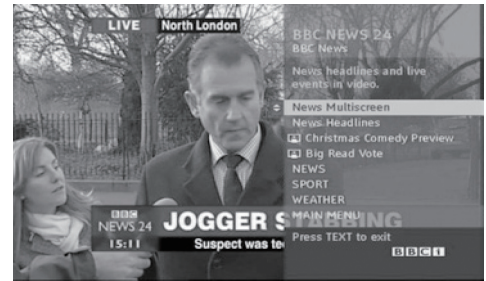 LIVE North London
BBC NEWS 24
BBC News
News headlines and live
events in video.
News Multiscreen
News Headlines
Christmas Comedy Preview
Big Read Vote
NEWS
SPORT
WEATHER
MAIN MENU
Press TEXT to exit
BBCi
BBC
NEWS 24
15:11
JOGGER STABBING
Suspect was